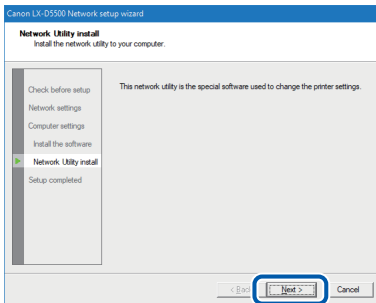 Canon LX-D5500 Network setup wizard
Network Utility install
Install the network utility to your computer.
Check before setup
Network settings
Computer settings
Install the software
Network Utility install
Setup completed
This network utility is the special software used to change the printer settings.
< Back
Next >
Cancel